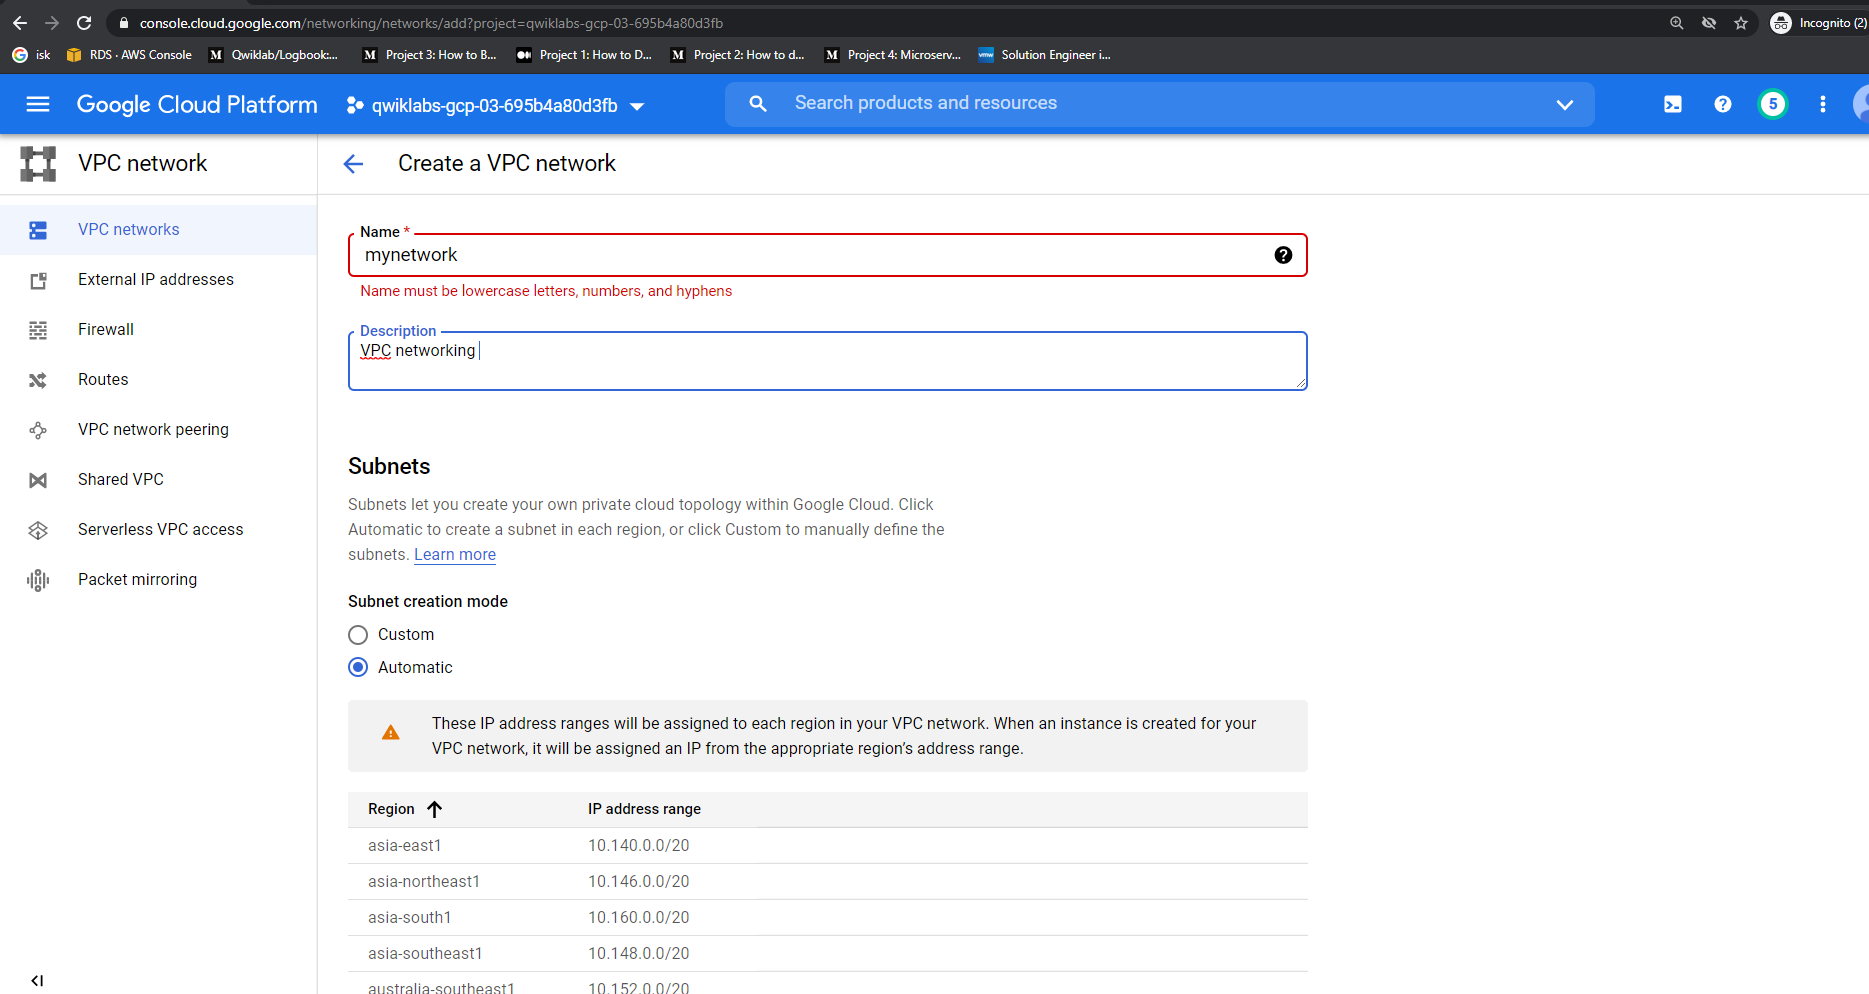 console.cloud.google.com/networking/networks/add?project=qwiklabs-gcp-03-695b4a80d3fb
Incognito (2)
isk
RDS · AWS Console
Qwiklab/Logbook:...
Project 3: How to B...
Project 1: How to D...
Project 2: How to d...
Project 4: Microserv...
Solution Engineer i...
Google Cloud Platform
qwiklabs-gcp-03-695b4a80d3fb
Search products and resources
5
VPC network
Create a VPC network
VPC networks
External IP addresses
Firewall
Routes
VPC network peering
Shared VPC
Serverless VPC access
Packet mirroring
Name *
mynetwork
Name must be lowercase letters, numbers, and hyphens
Description
VPC networking
Subnets
Subnets let you create your own private cloud topology within Google Cloud. Click
Automatic to create a subnet in each region, or click Custom to manually define the
subnets. Learn more
Subnet creation mode
Custom
Automatic
These IP address ranges will be assigned to each region in your VPC network. When an instance is created for your
VPC network, it will be assigned an IP from the appropriate region's address range.
Region IP address range
asia-east1 10.140.0.0/20
asia-northeast1 10.146.0.0/20
asia-south1 10.160.0.0/20
asia-southeast1 10.148.0.0/20
australia-southeast1 10.152.0.0/20